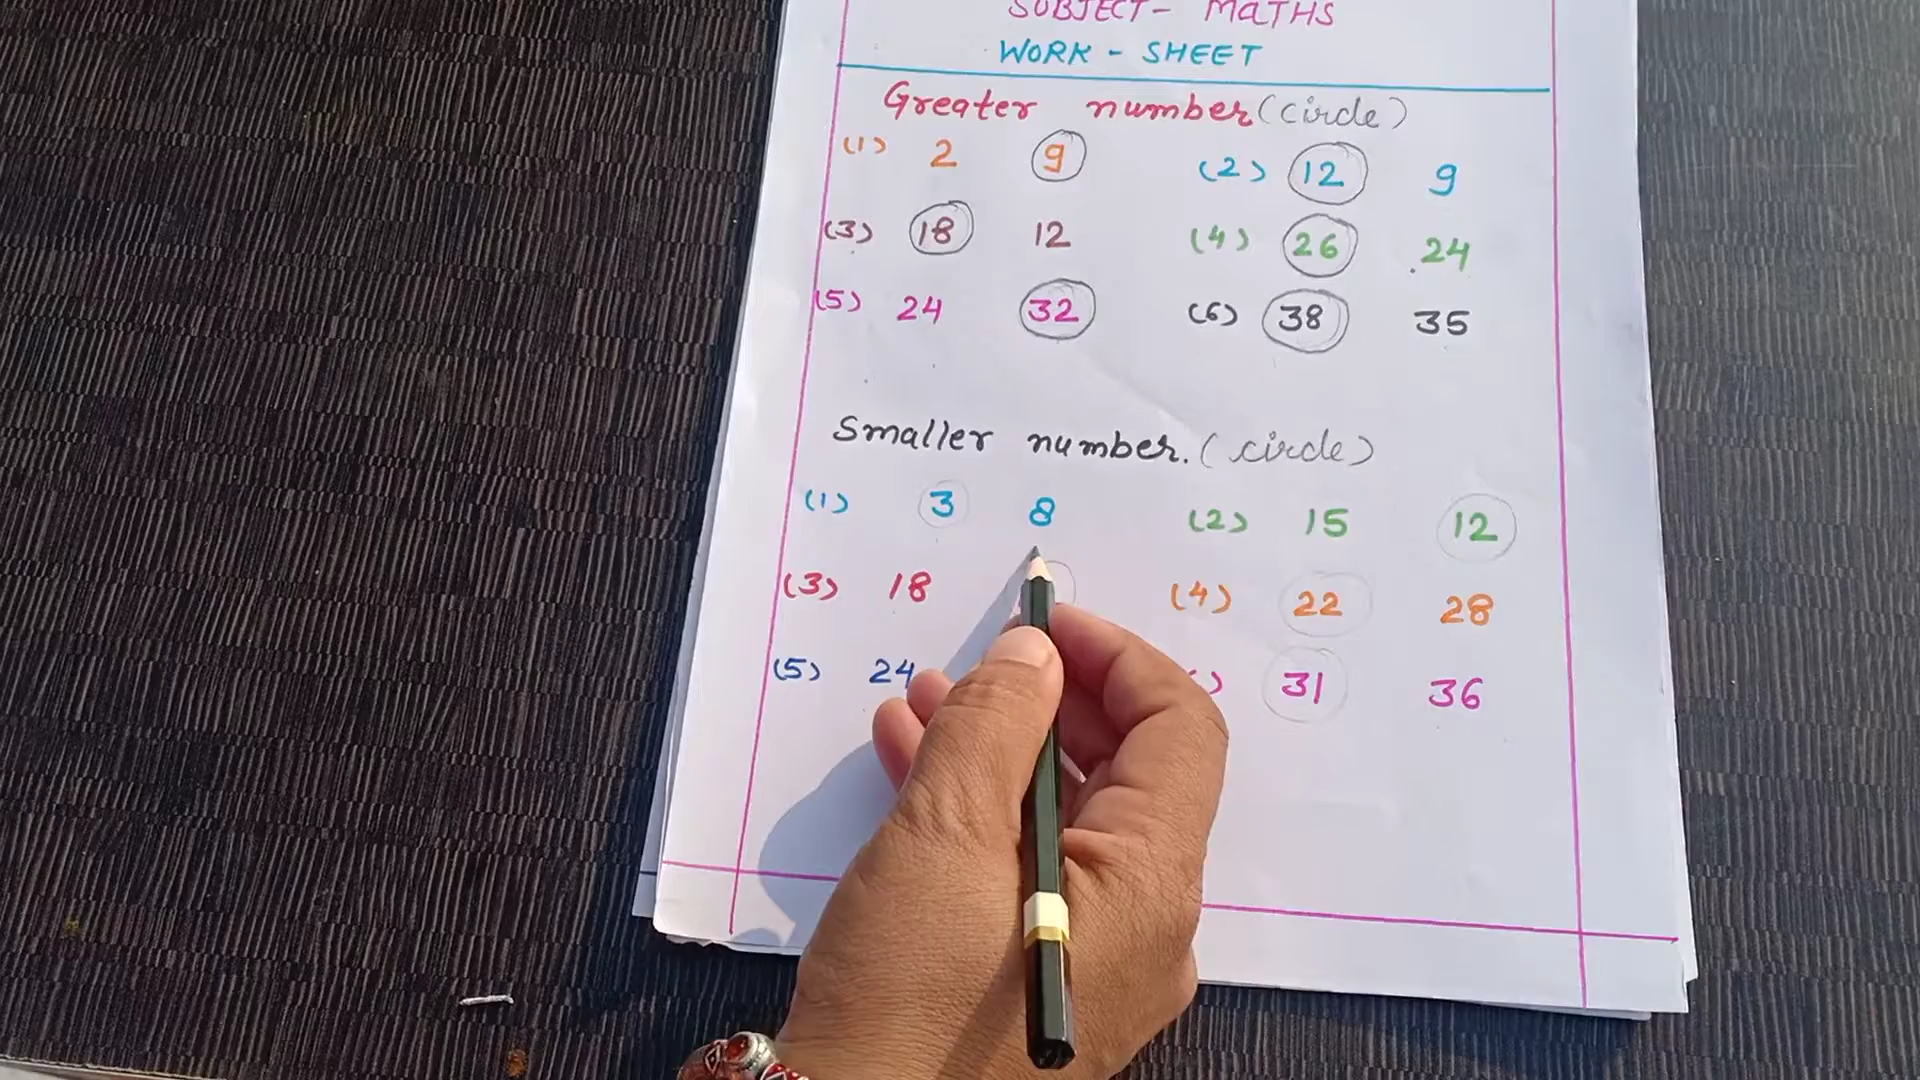 SUBJECT- MATHS
WORK - SHEET
Greater number (circle)
(1) 2 9 (2) 12 9
(3) 18 12 (4) 26 24
(5) 24 32 (6) 38 35
Smaller number. (circle)
(1) 3 8 (2) 15 12
(3) 18 (4) 22 28
(5) 24 31 36